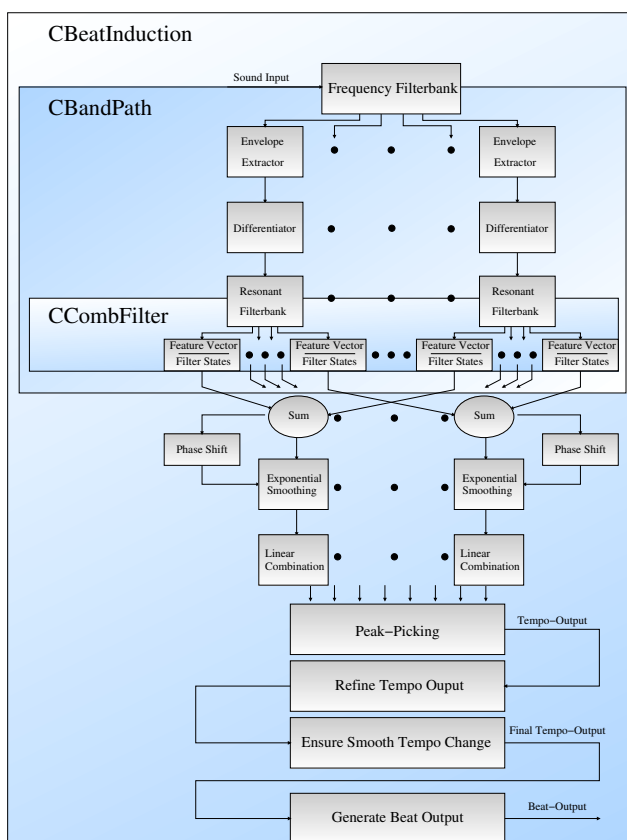 CBeatInduction
Sound Input
Frequency Filterbank
CBandPath
Envelope
Extractor
Envelope
Extractor
Differentiator
Differentiator
Resonant
Filterbank
Resonant
Filterbank
CCombFilter
Feature Vector
Filter States
Feature Vector
Filter States
Feature Vector
Filter States
Feature Vector
Filter States
Sum
Sum
Phase Shift
Phase Shift
Exponential
Smoothing
Exponential
Smoothing
Linear
Combination
Linear
Combination
Peak-Picking
Tempo-Output
Refine Tempo Ouput
Ensure Smooth Tempo Change
Final Tempo-Output
Generate Beat Output
Beat-Output